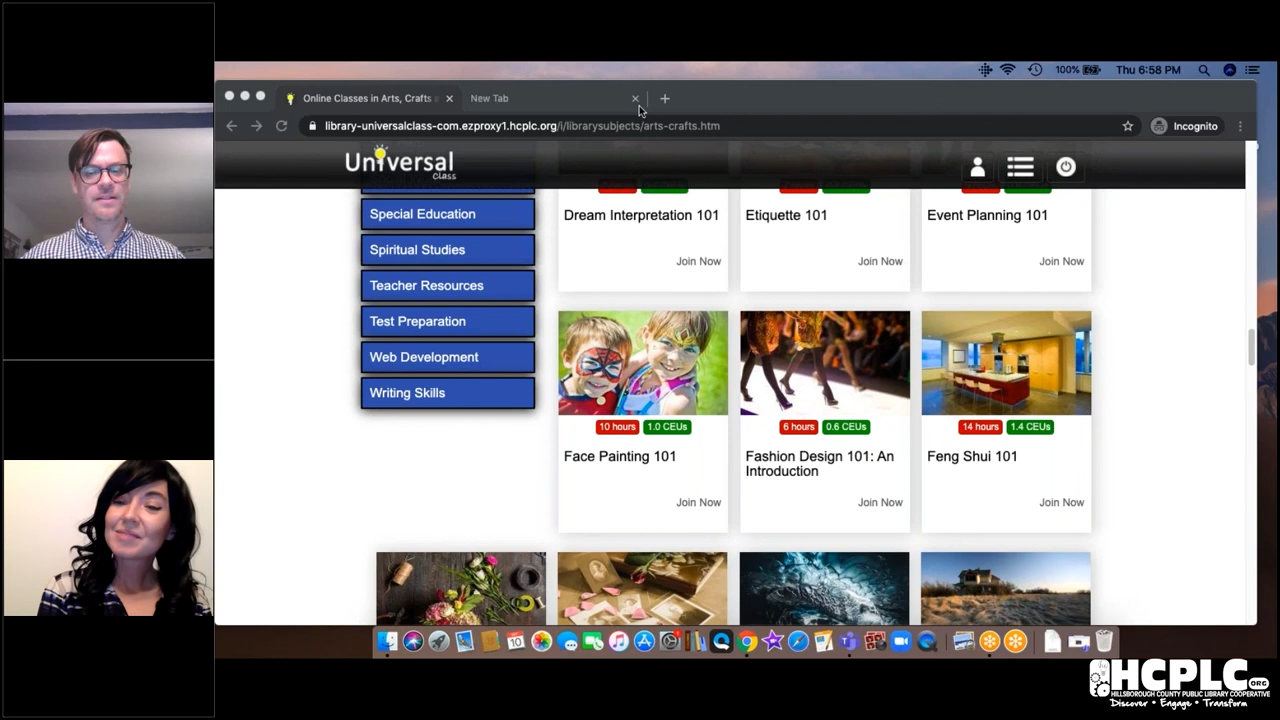 100%
Thu 6:58 PM
Online Classes in Arts, Crafts
New Tab
library-universalclass-com.ezproxy1.hcplc.org/i/librarysubjects/arts-crafts.htm
Incognito
Universal
class
Special Education
Spiritual Studies
Teacher Resources
Test Preparation
Web Development
Writing Skills
Dream Interpretation 101
Join Now
Etiquette 101
Join Now
Event Planning 101
Join Now
10 hours 1.0 CEUs
Face Painting 101
Join Now
6 hours 0.6 CEUs
Fashion Design 101: An
Introduction
Join Now
14 hours 1.4 CEUs
Feng Shui 101
Join Now
10
HCPLC.ORG
HILLSBOROUGH COUNTY PUBLIC LIBRARY COOPERATIVE
Discover • Engage • Transform